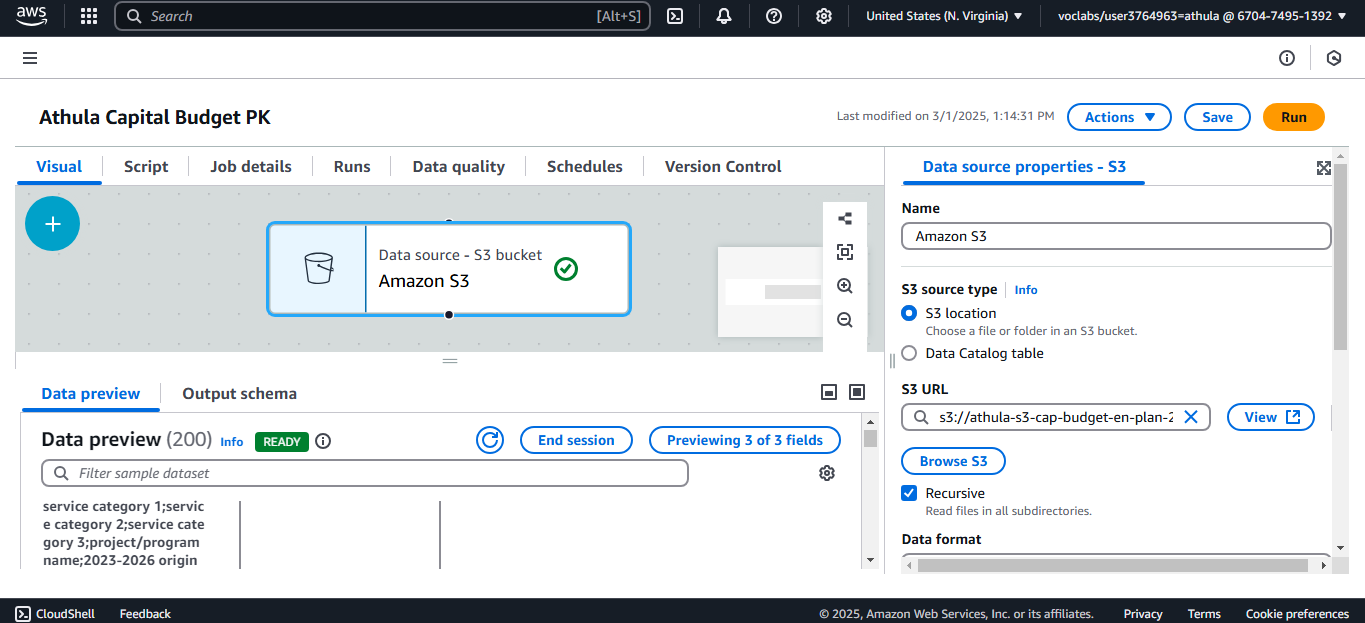 aws
Search
[Alt+S]
United States (N. Virginia)
voclabs/user3764963=athula @ 6704-7495-1392
Athula Capital Budget PK
Last modified on 3/1/2025, 1:14:31 PM
Actions
Save
Run
Visual
Script
Job details
Runs
Data quality
Schedules
Version Control
Data source - S3 bucket
Amazon S3
Data preview
Output schema
Data preview (200) Info READY
End session
Previewing 3 of 3 fields
Filter sample dataset
service category 1;servic
e category 2;service cate
gory 3;project/program
name;2023-2026 origin
Data source properties - S3
Name
Amazon S3
S3 source type
Info
S3 location
Choose a file or folder in an S3 bucket.
Data Catalog table
S3 URL
s3://athula-s3-cap-budget-en-plan-2
View
Browse S3
Recursive
Read files in all subdirectories.
Data format
CloudShell
Feedback
© 2025, Amazon Web Services, Inc. or its affiliates.
Privacy
Terms
Cookie preferences